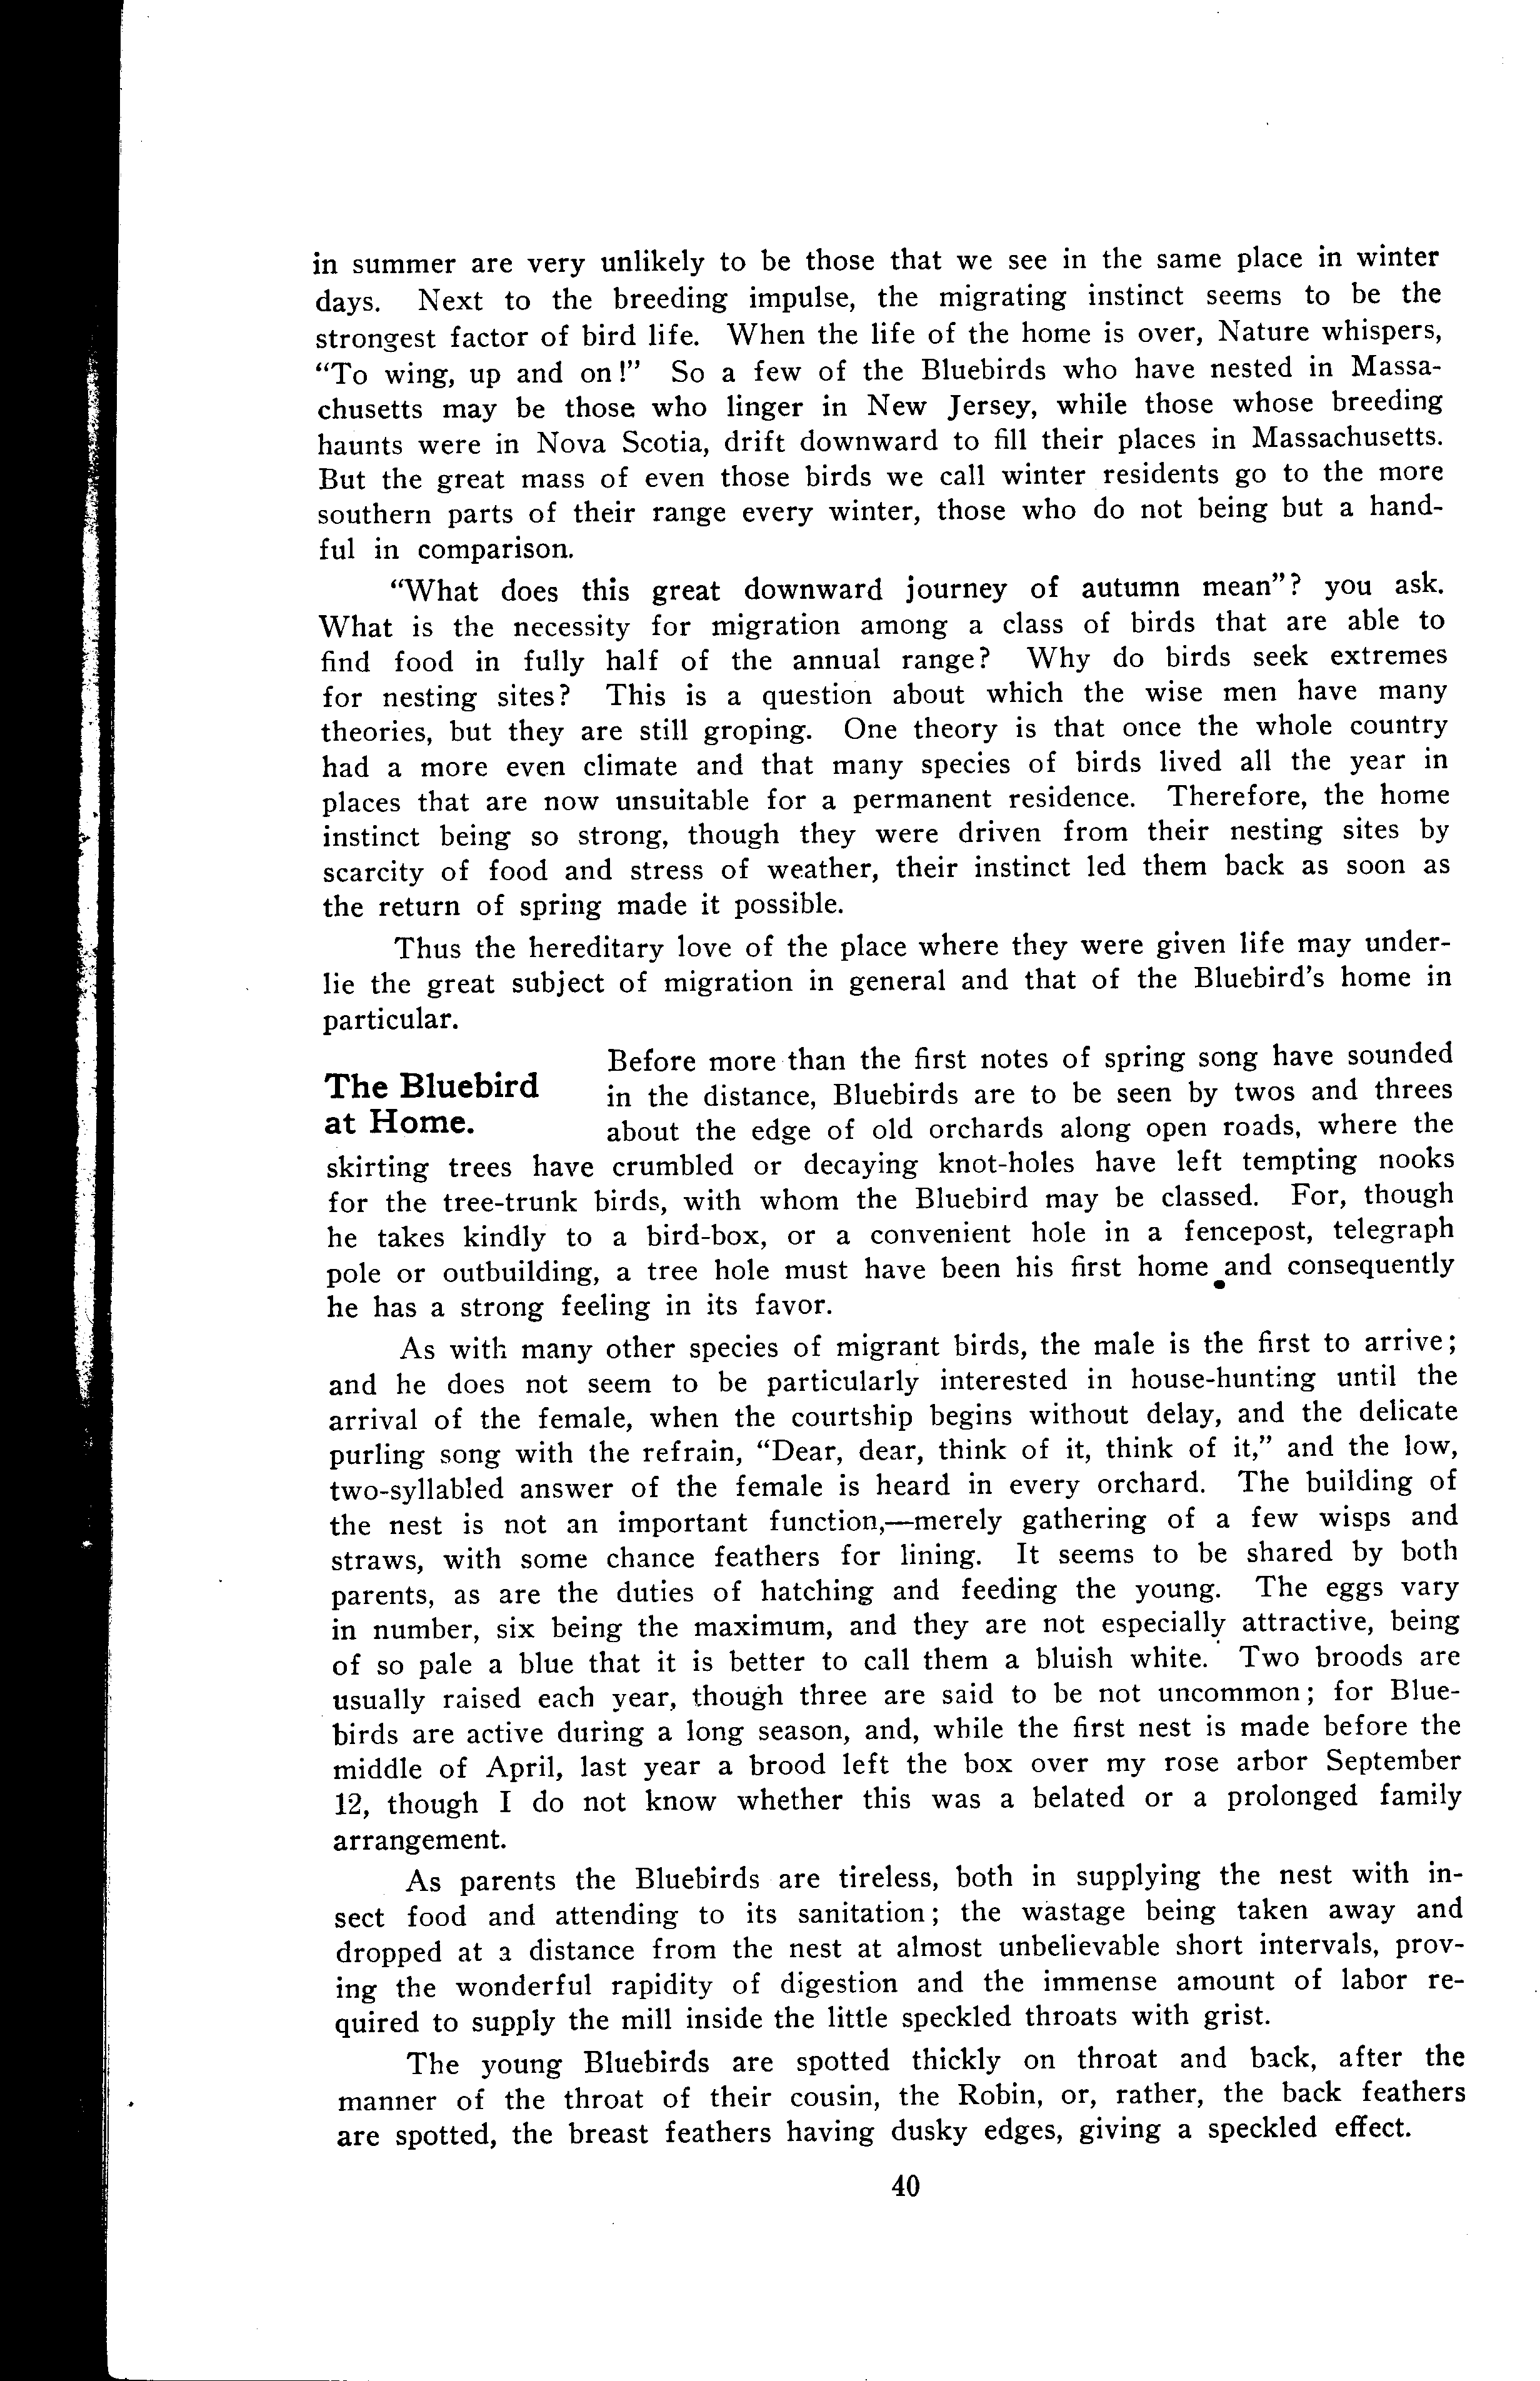 in summer are very unlikely to be those that we see in the same place in winter
days. Next to the breeding impulse, the migrating instinct seems to be the
strongest factor of bird life. When the life of the home is over, Nature whispers,
“To wing, up and on!” So a few of the Bluebirds who have nested in Massa-
chusetts may be those who linger in New Jersey, while those whose breeding
haunts were in Nova Scotia, drift downward to fill their places in Massachusetts.
But the great mass of even those birds we call winter residents go to the more
southern parts of their range every winter, those who do not being but a hand-
ful in comparison.
“What does this great downward journey of autumn mean”? you ask.
What is the necessity for migration among a class of birds that are able to
find food in fully half of the annual range? Why do birds seek extremes
for nesting sites? This is a question about which the wise men have many
theories, but they are still groping. One theory is that once the whole country
had a more even climate and that many species of birds lived all the year in
places that are now unsuitable for a permanent residence. Therefore, the home
instinct being so strong, though they were driven from their nesting sites by
scarcity of food and stress of weather, their instinct led them back as soon as
the return of spring made it possible.
Thus the hereditary love of the place where they were given life may under-
lie the great subject of migration in general and that of the Bluebird's home in
particular.
The Bluebird
at Home.
Before more than the first notes of spring song have sounded
in the distance, Bluebirds are to be seen by twos and threes
about the edge of old orchards along open roads, where the
skirting trees have crumbled or decaying knot-holes have left tempting nooks
for the tree-trunk birds, with whom the Bluebird may be classed. For, though
he takes kindly to a bird-box, or a convenient hole in a fencepost, telegraph
pole or outbuilding, a tree hole must have been his first home and consequently
he has a strong feeling in its favor.
As with many other species of migrant birds, the male is the first to arrive;
and he does not seem to be particularly interested in house-hunting until the
arrival of the female, when the courtship begins without delay, and the delicate
purling song with the refrain, “Dear, dear, think of it, think of it,” and the low,
two-syllabled answer of the female is heard in every orchard. The building of
the nest is not an important function,—merely gathering of a few wisps and
straws, with some chance feathers for lining. It seems to be shared by both
parents, as are the duties of hatching and feeding the young. The eggs vary
in number, six being the maximum, and they are not especially attractive, being
of so pale a blue that it is better to call them a bluish white. Two broods are
usually raised each year, though three are said to be not uncommon; for Blue-
birds are active during a long season, and, while the first nest is made before the
middle of April, last year a brood left the box over my rose arbor September
12, though I do not know whether this was a belated or a prolonged family
arrangement.
As parents the Bluebirds are tireless, both in supplying the nest with in-
sect food and attending to its sanitation; the wastage being taken away and
dropped at a distance from the nest at almost unbelievable short intervals, prov-
ing the wonderful rapidity of digestion and the immense amount of labor re-
quired to supply the mill inside the little speckled throats with grist.
The young Bluebirds are spotted thickly on throat and back, after the
manner of the throat of their cousin, the Robin, or, rather, the back feathers
are spotted, the breast feathers having dusky edges, giving a speckled effect.
40